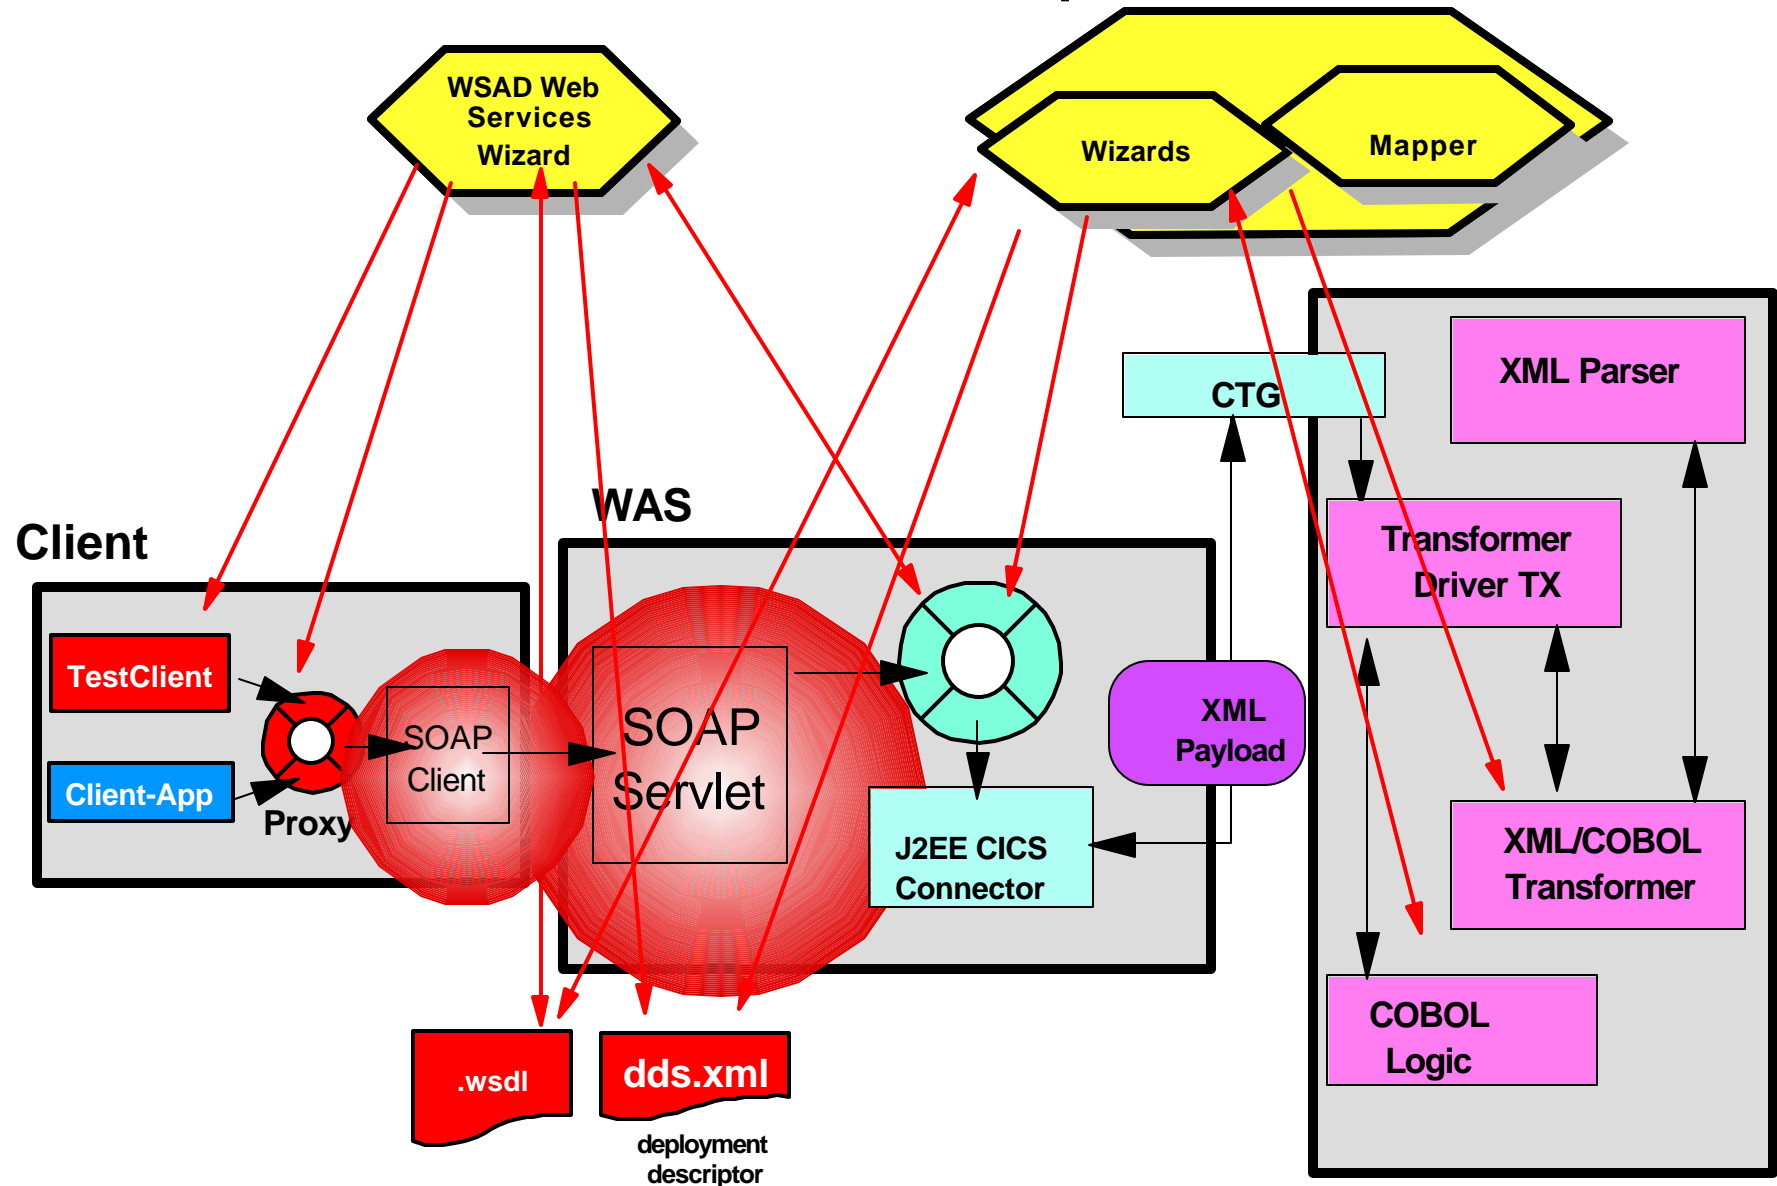 WSAD Web
Services
Wizard
Wizards
Mapper
CTG
XML Parser
WAS
Client
Transformer
Driver TX
TestClient
SOAP
Client
SOAP
Servlet
XML
Payload
Client-App
Proxy
J2EE CICS
Connector
XML/COBOL
Transformer
COBOL
Logic
.wsdl
dds.xml
deployment
descriptor